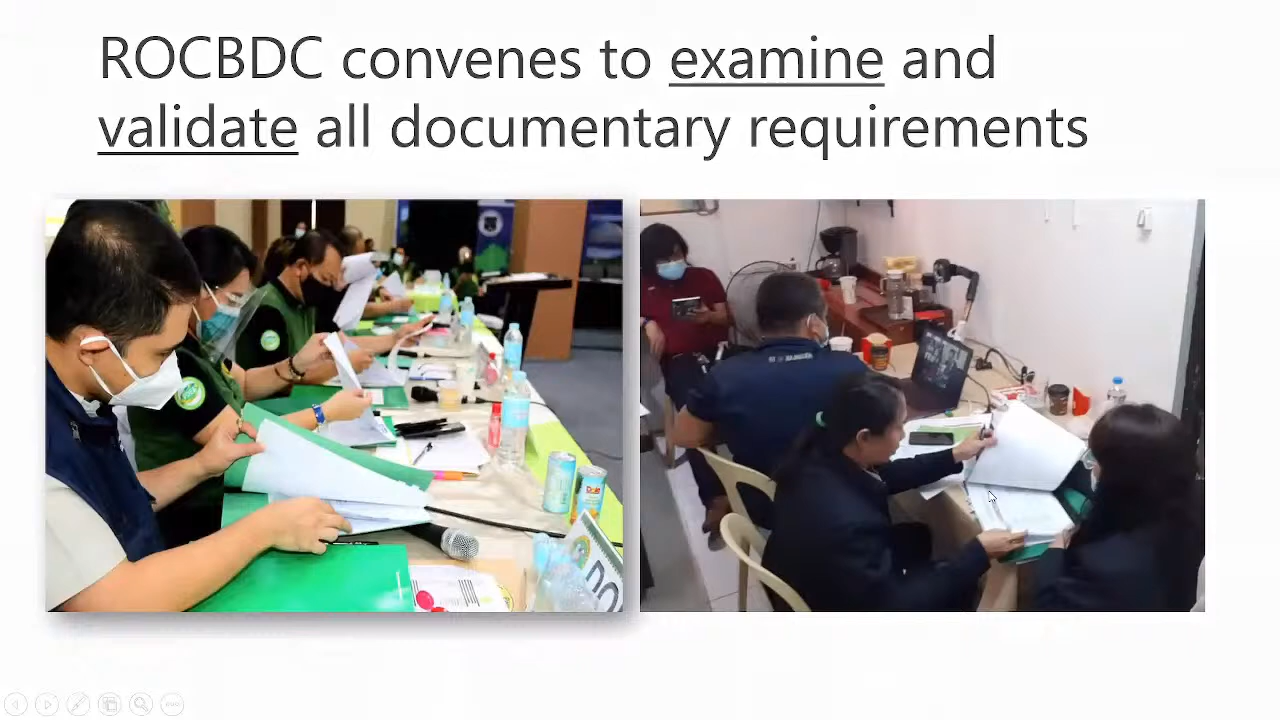 ROCBDC convenes to examine and
validate all documentary requirements